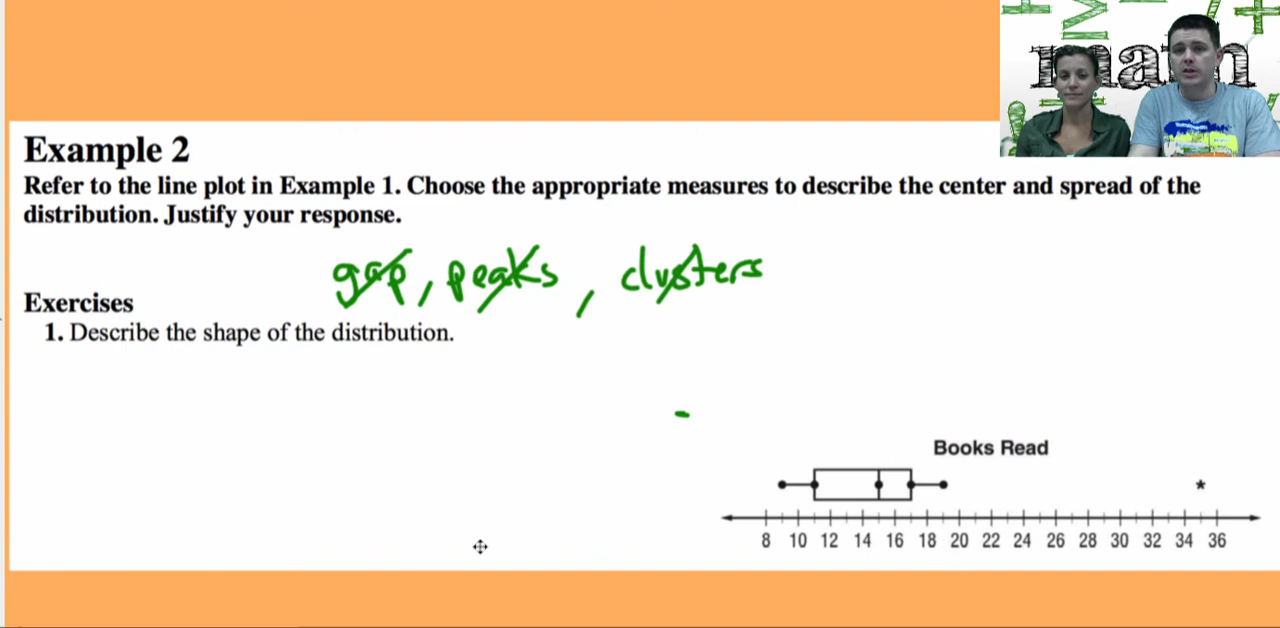 math
Example 2
Refer to the line plot in Example 1. Choose the appropriate measures to describe the center and spread of the
distribution. Justify your response.
gap, peaks, clusters
Exercises
1. Describe the shape of the distribution.
Books Read
*
8 10 12 14 16 18 20 22 24 26 28 30 32 34 36